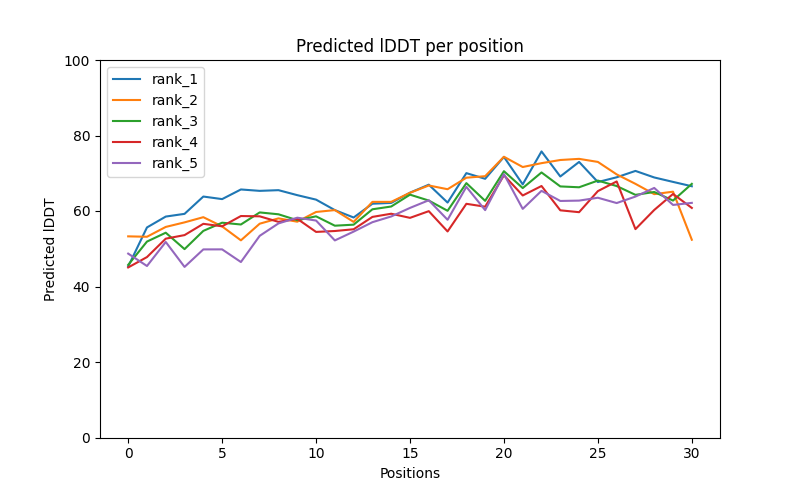 Predicted lDDT per position
100
80
60
40
20
0
Predicted lDDT
rank_1
rank_2
rank_3
rank_4
rank_5
0 5 10 15 20 25 30
Positions